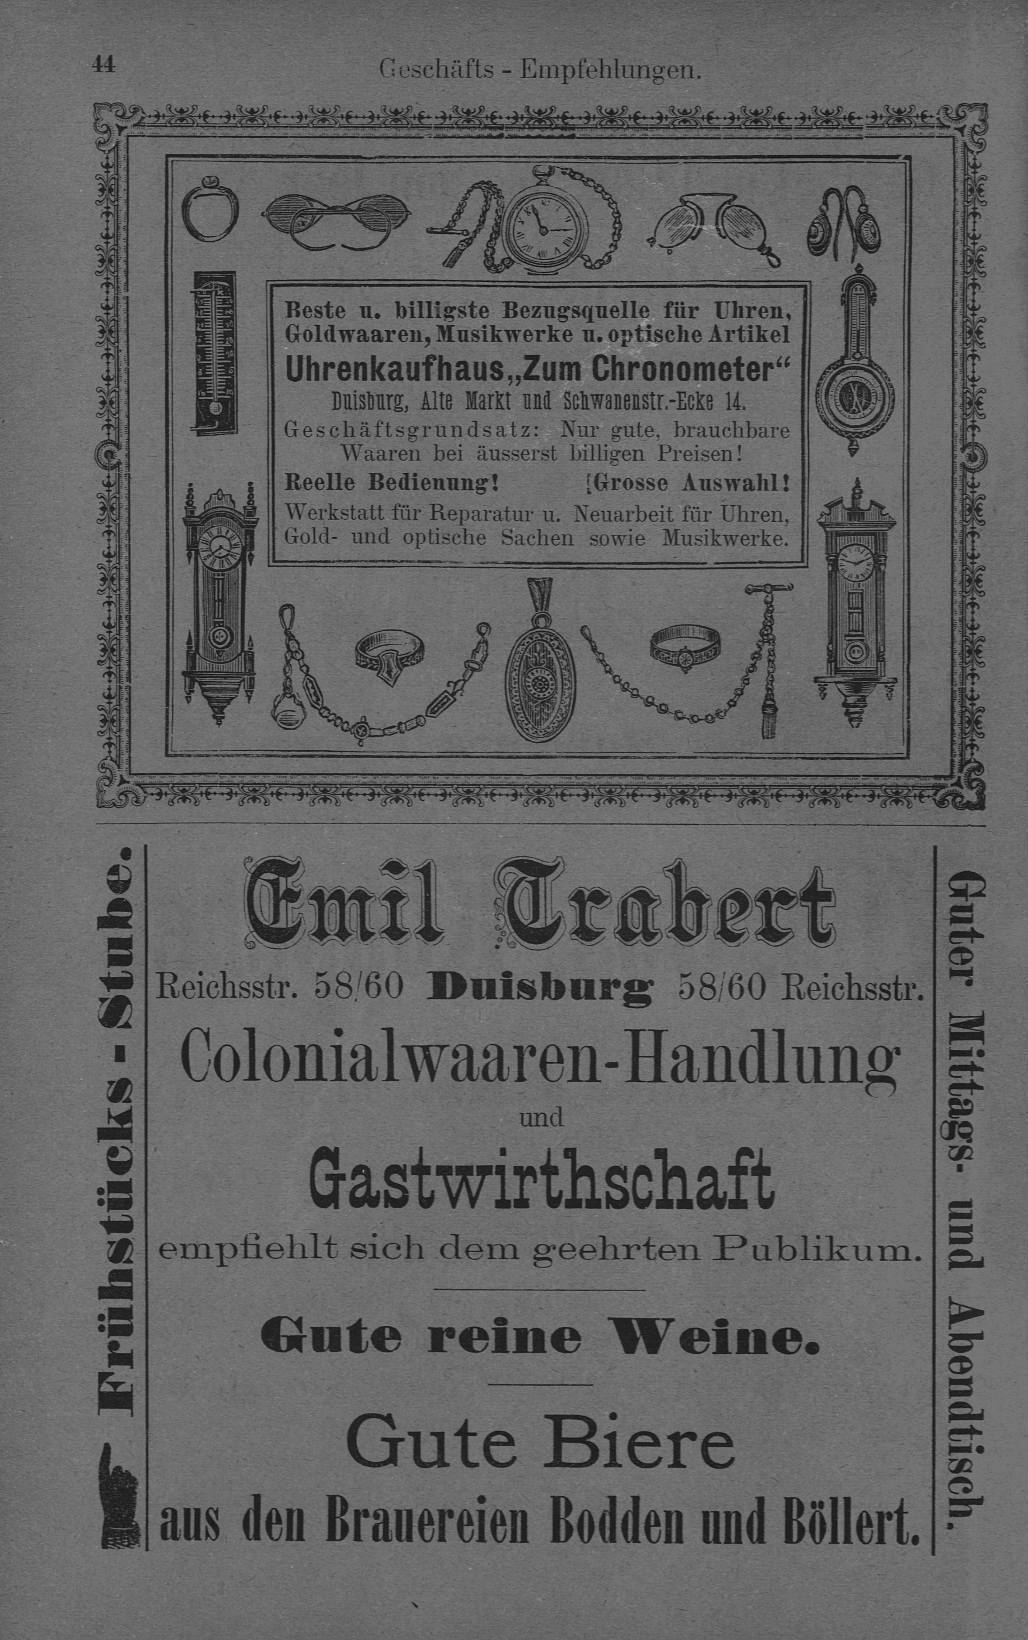 44
Geschäfts - Empfehlungen.
Beste u. billigste Bezugsquelle für Uhren,
Goldwaaren, Musikwerke u. optische Artikel
Uhrenkaufhaus „Zum Chronometer“
Duisburg, Alte Markt und Schwanenstr.-Ecke 14.
Geschäftsgrundsatz: Nur gute, brauchbare
Waaren bei äusserst billigen Preisen!
Reelle Bedienung! [Grosse Auswahl!
Werkstatt für Reparatur u. Neuarbeit für Uhren,
Gold- und optische Sachen sowie Musikwerke.
Frühstücks-Stube.
Emil Trabert
Reichsstr. 58/60 Duisburg 58/60 Reichsstr.
Colonialwaaren-Handlung
und
Gastwirthschaft
empfiehlt sich dem geehrten Publikum.
Gute reine Weine.
Gute Biere
aus den Brauereien Bodden und Böllert.
Guter Mittags- und Abendtisch.